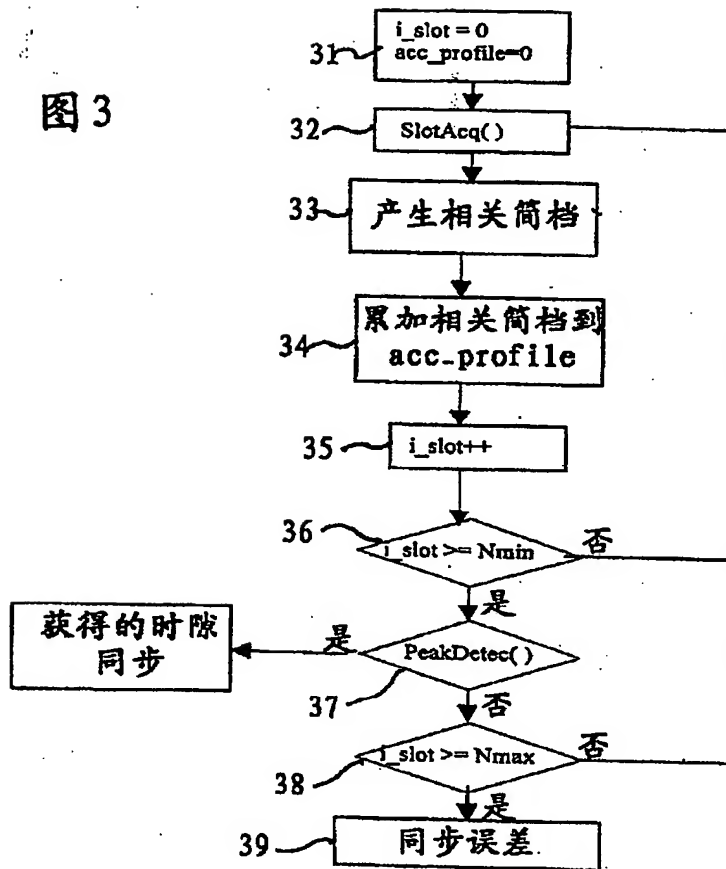 图3
31
i_slot = 0
acc_profile=0
32
SlotAcq( )
33
产生相关简档
34
累加相关简档到
acc_profile
35
i_slot++
36
i_slot >= Nmin
否
是
获得的时隙
同步
是
PeakDetec( )
37
否
i_slot >= Nmax
否
38
是
39
同步误差